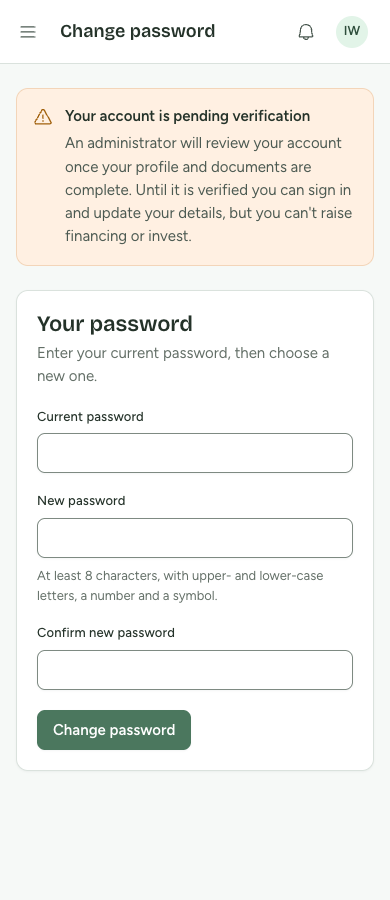 Change password
IW
Your account is pending verification
An administrator will review your account
once your profile and documents are
complete. Until it is verified you can sign in
and update your details, but you can't raise
financing or invest.
Your password
Enter your current password, then choose a
new one.
Current password
New password
At least 8 characters, with upper- and lower-case
letters, a number and a symbol.
Confirm new password
Change password